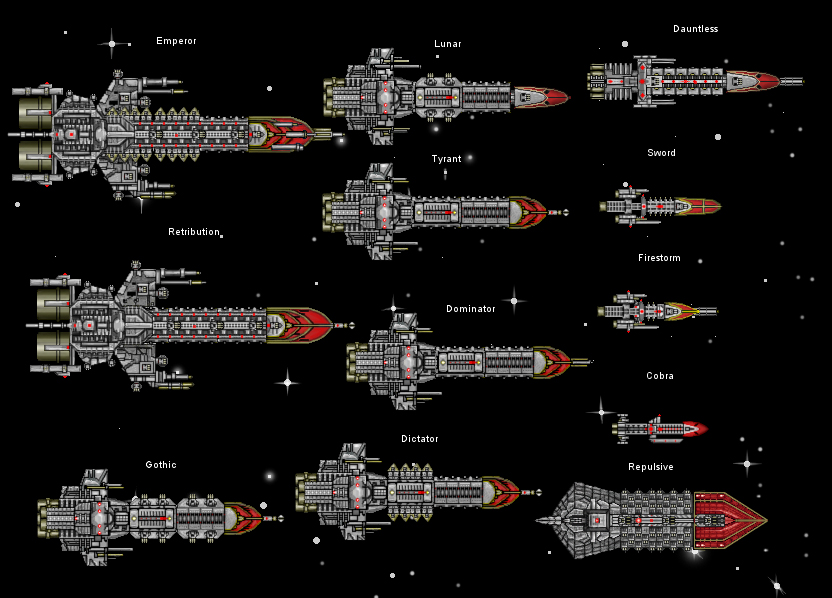 Emperor
Lunar
Dauntless
Tyrant
Sword
Retribution
Firestorm
Dominator
Cobra
Dictator
Gothic
Repulsive